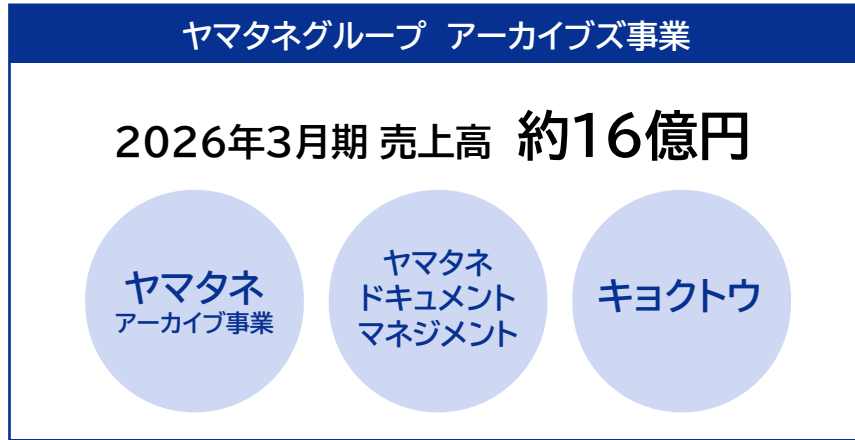 ヤマタネグループ アーカイブズ事業
2026年3月期 売上高 約16億円
ヤマタネ
アーカイブ事業
ヤマタネ
ドキュメント
マネジメント
キョクトウ